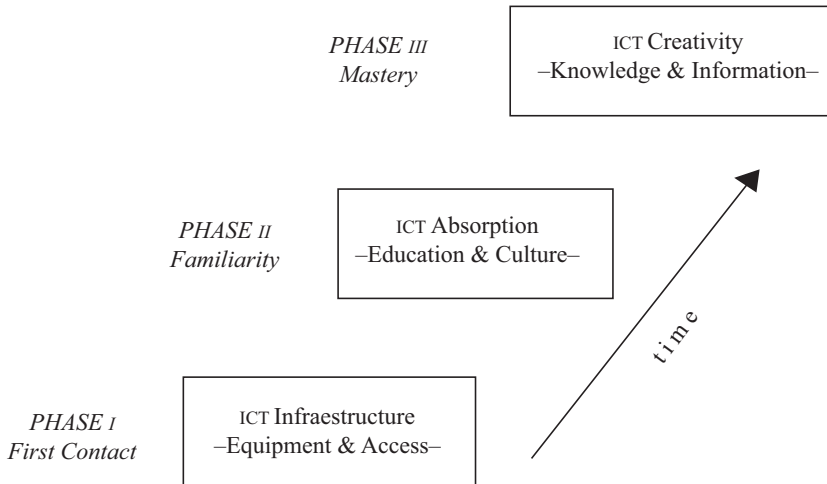 PHASE III
Mastery
ICT Creativity
–Knowledge & Information–
PHASE II
Familiarity
ICT Absorption
–Education & Culture–
time
PHASE I
First Contact
ICT Infraestructure
–Equipment & Access–